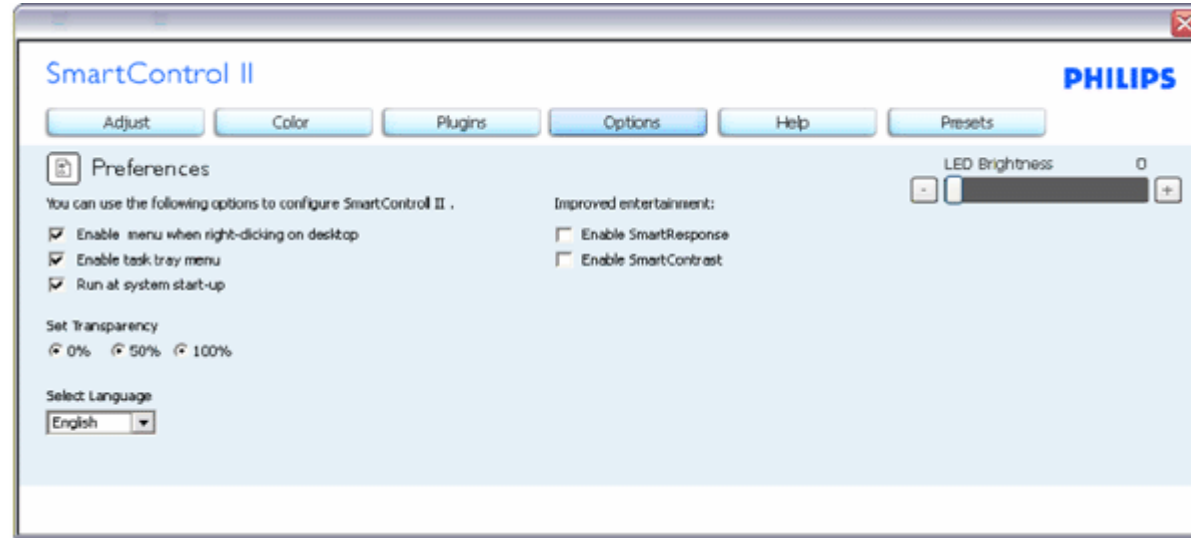 SmartControl II
PHILIPS
Adjust Color Plugins Options Help Presets
Preferences
LED Brightness 0
- +
You can use the following options to configure SmartControl II .
Improved entertainment:
Enable menu when right-clicking on desktop
Enable SmartResponse
Enable task tray menu
Enable SmartContrast
Run at system start-up
Set Transparency
0% 50% 100%
Select Language
English